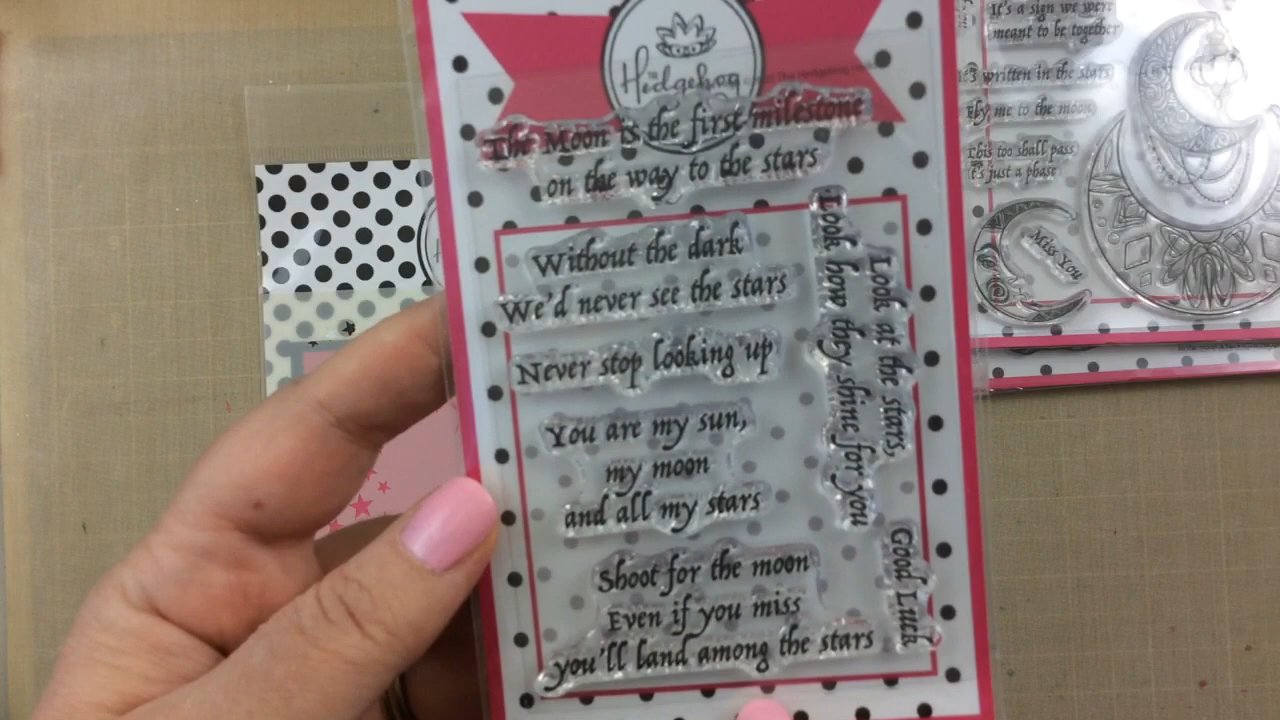 The
Hedgehog
The Moon is the first milestone
on the way to the stars
Without the dark
We'd never see the stars
Never stop looking up
You are my sun,
my moon
and all my stars
Shoot for the moon
Even if you miss
you'll land among the stars
Look at the stars,
Look how they shine for you
Good Luck
It's a sign we were
meant to be together
It's written in the stars
Fly me to the moon
This too shall pass
it's just a phase
Miss You